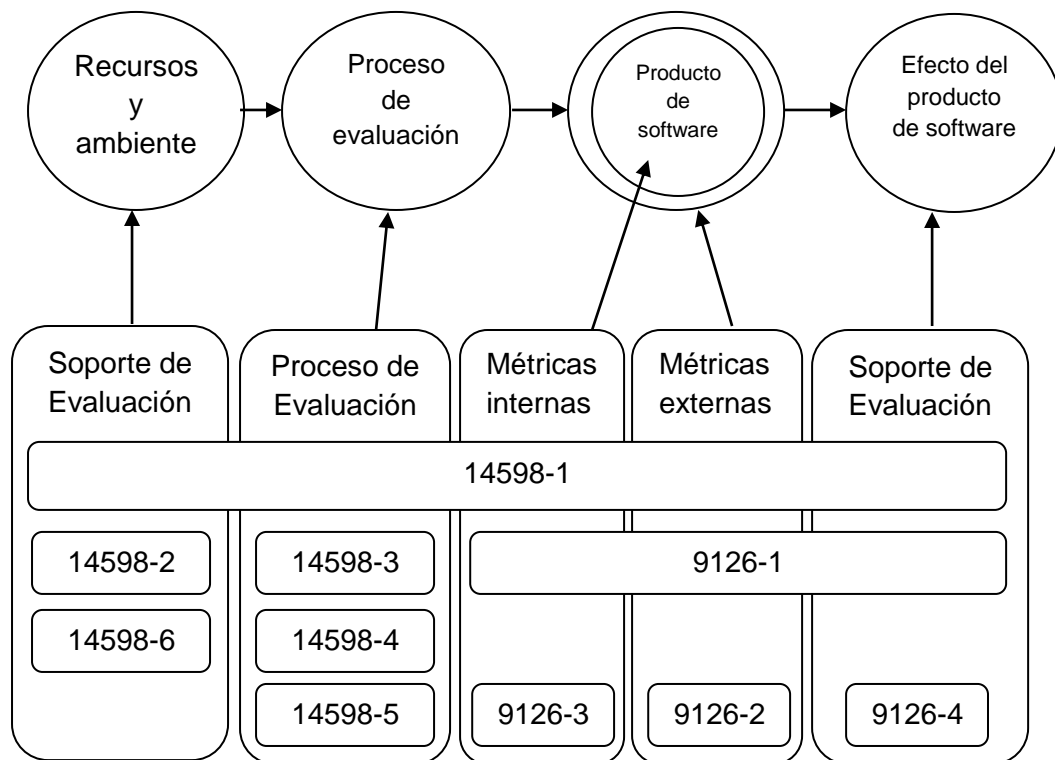 Recursos
y
ambiente
Proceso
de
evaluación
Producto
de
software
Efecto del
producto
de software
Soporte de
Evaluación
Proceso de
Evaluación
Métricas
internas
Métricas
externas
Soporte de
Evaluación
14598-1
14598-2
14598-3
9126-1
14598-6
14598-4
14598-5
9126-3
9126-2
9126-4